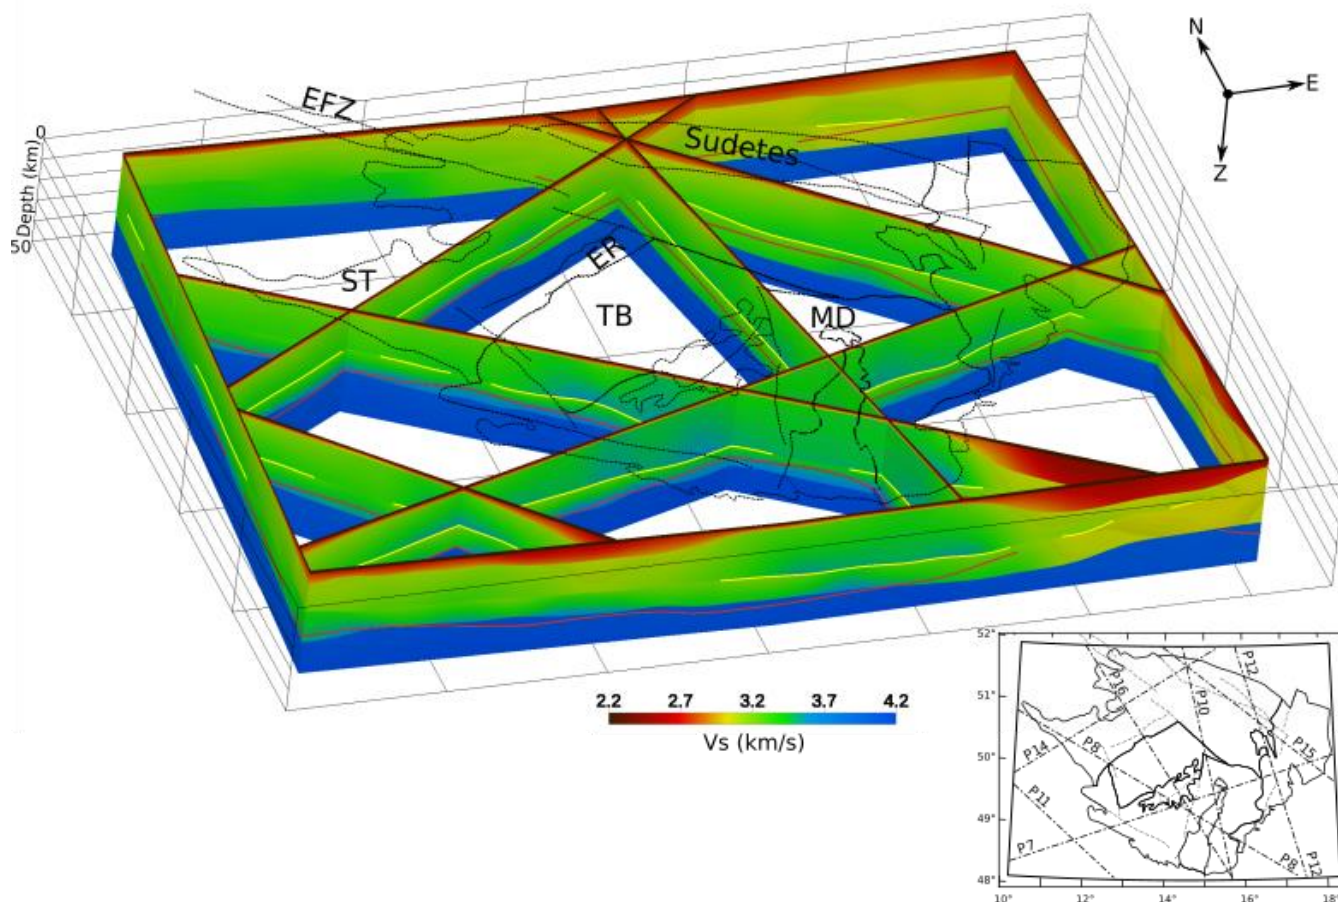 N
E
Z
EFZ
Sudetes
0
Depth (km)
50
ER
ST
TB
MD
2.2 2.7 3.2 3.7 4.2
Vs (km/s)
52°
51°
50°
49°
48°
10° 12° 14° 16° 18°
P16
P10
P12
P14
P8
P15
P11
P7
P8
P12